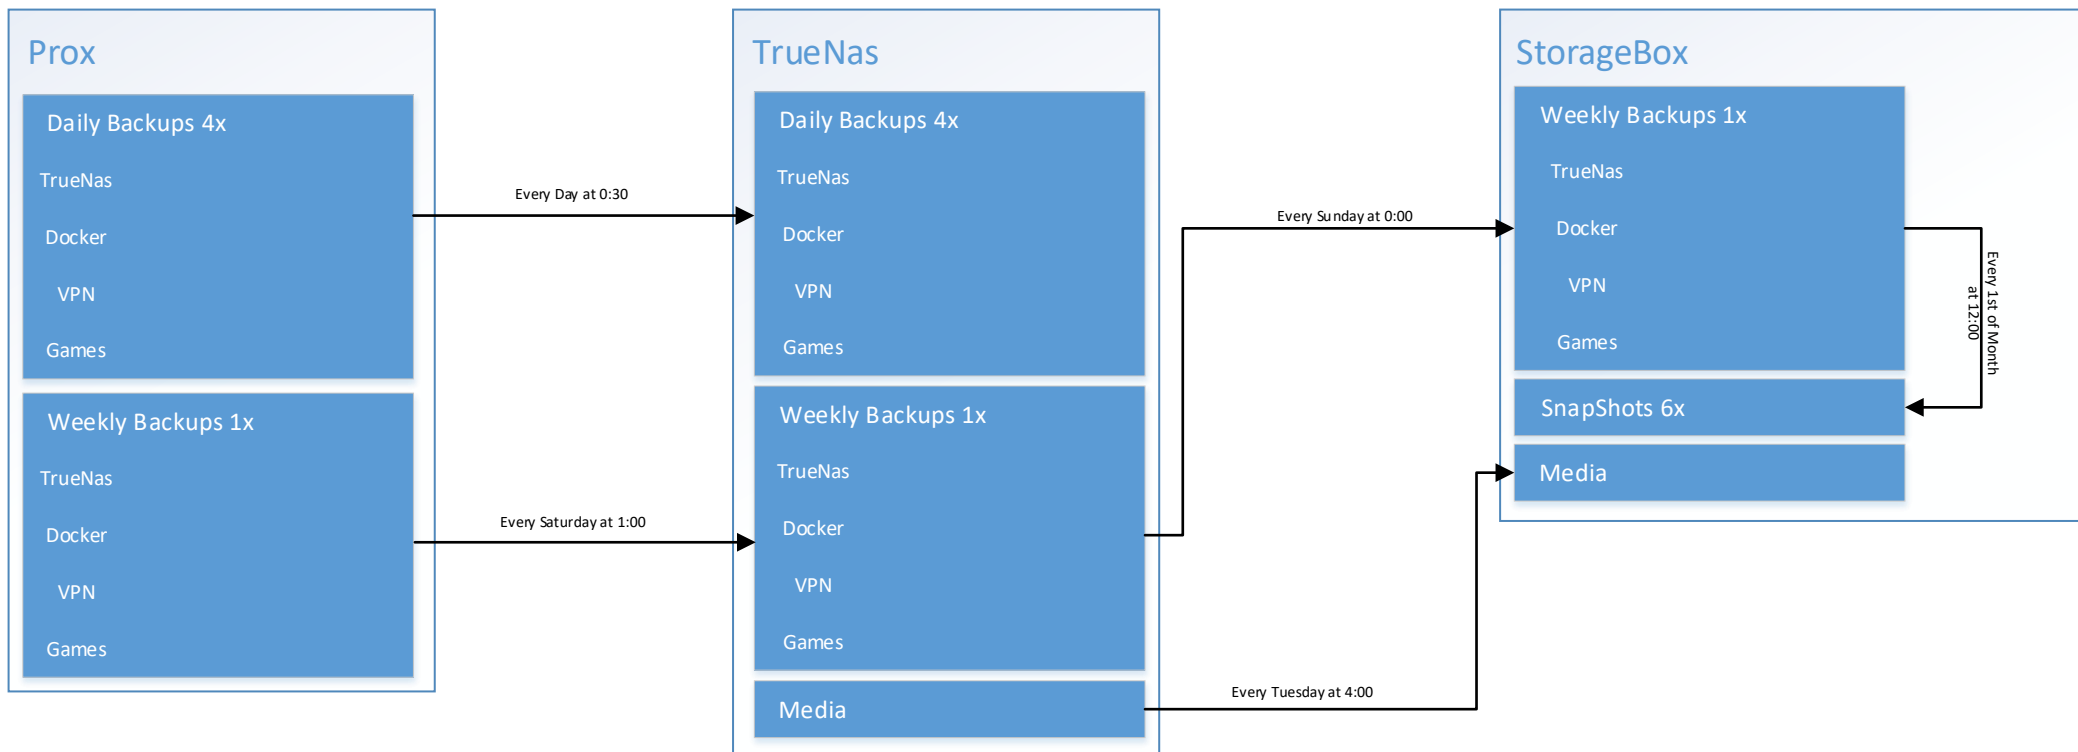 Prox
Daily Backups 4x
TrueNas
Docker
VPN
Games
Weekly Backups 1x
TrueNas
Docker
VPN
Games
Every Day at 0:30
Every Saturday at 1:00
TrueNas
Daily Backups 4x
TrueNas
Docker
VPN
Games
Weekly Backups 1x
TrueNas
Docker
VPN
Games
Media
Every Sunday at 0:00
Every Tuesday at 4:00
StorageBox
Weekly Backups 1x
TrueNas
Docker
VPN
Games
SnapShots 6x
Media
Every 1st of Month
at 12:00